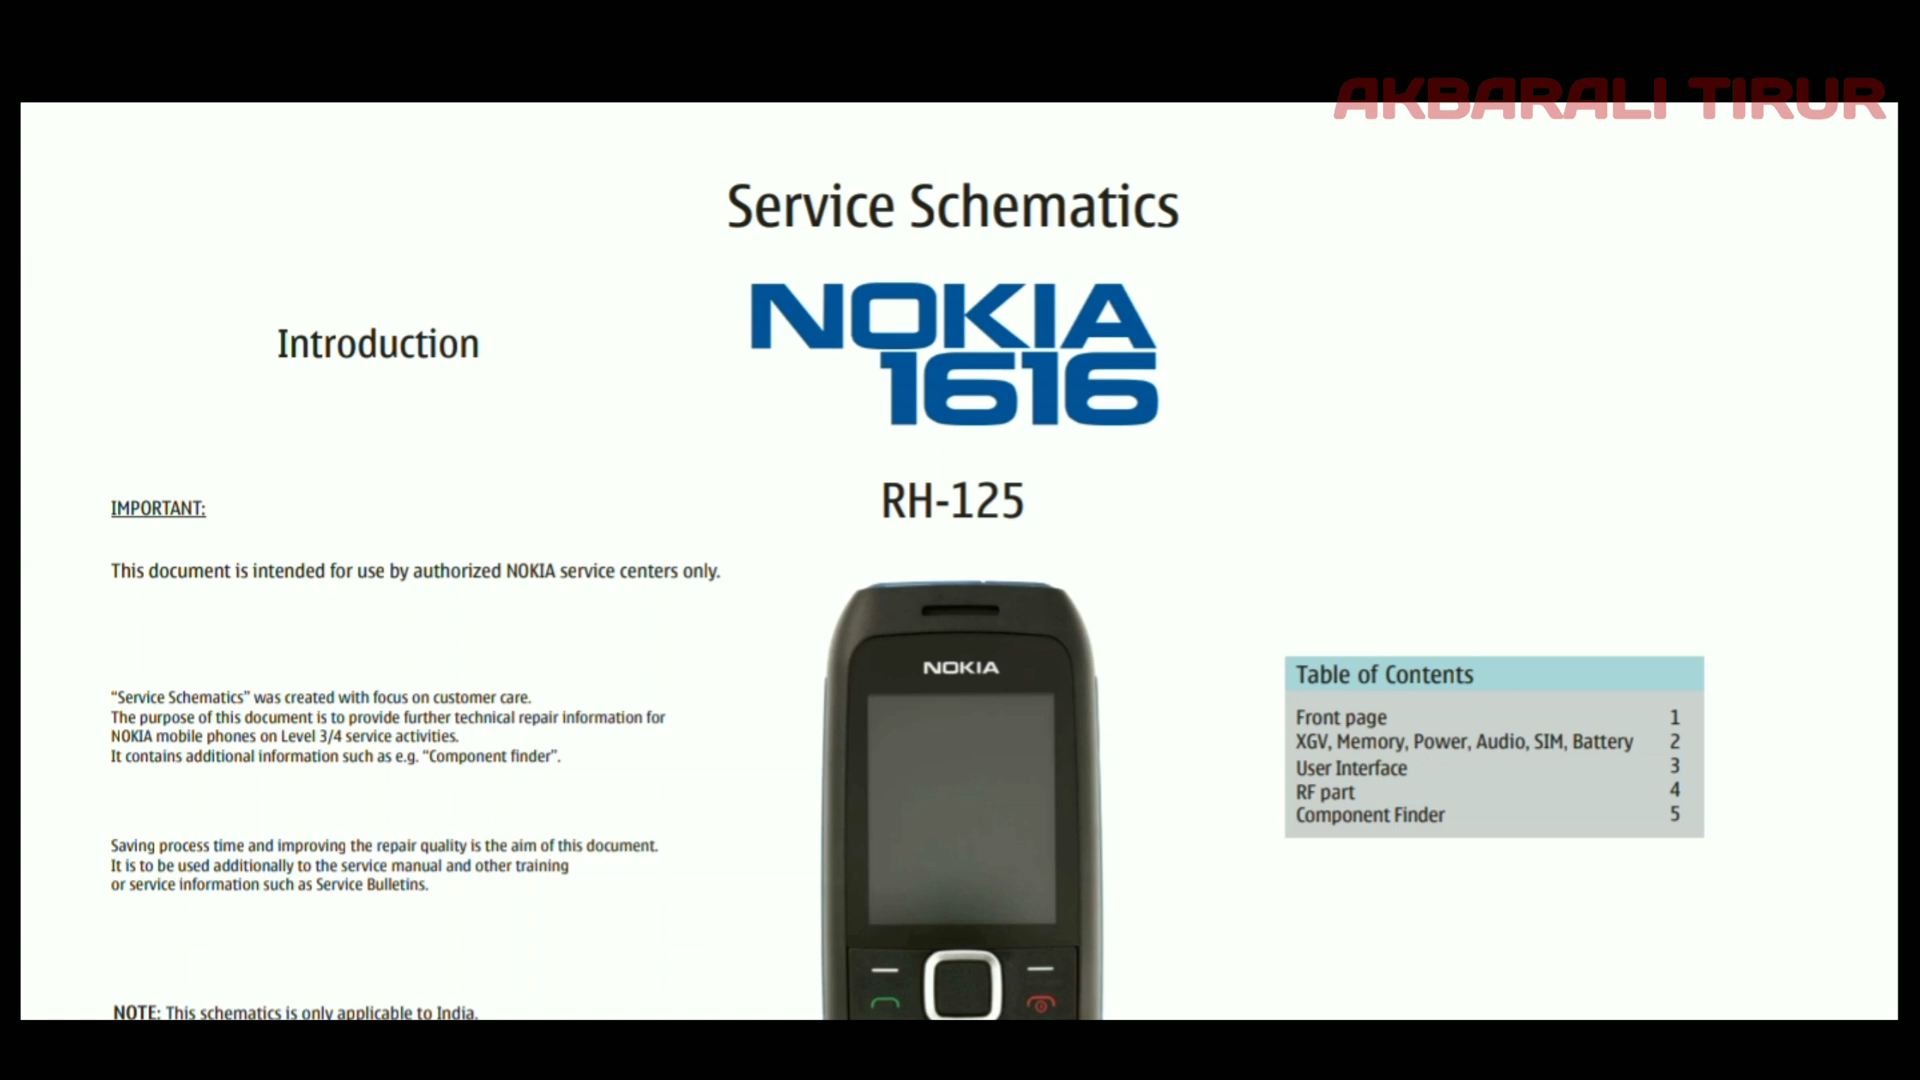 AKBARALI TIRUR
Service Schematics
NOKIA
1616
Introduction
RH-125
IMPORTANT:
This document is intended for use by authorized NOKIA service centers only.
NOKIA
“Service Schematics” was created with focus on customer care.
The purpose of this document is to provide further technical repair information for
NOKIA mobile phones on Level 3/4 service activities.
It contains additional information such as e.g. “Component finder”.
Saving process time and improving the repair quality is the aim of this document.
It is to be used additionally to the service manual and other training
or service information such as Service Bulletins.
NOTE: This schematics is only applicable to India.
Table of Contents
Front page 1
XGV, Memory, Power, Audio, SIM, Battery 2
User Interface 3
RF part 4
Component Finder 5